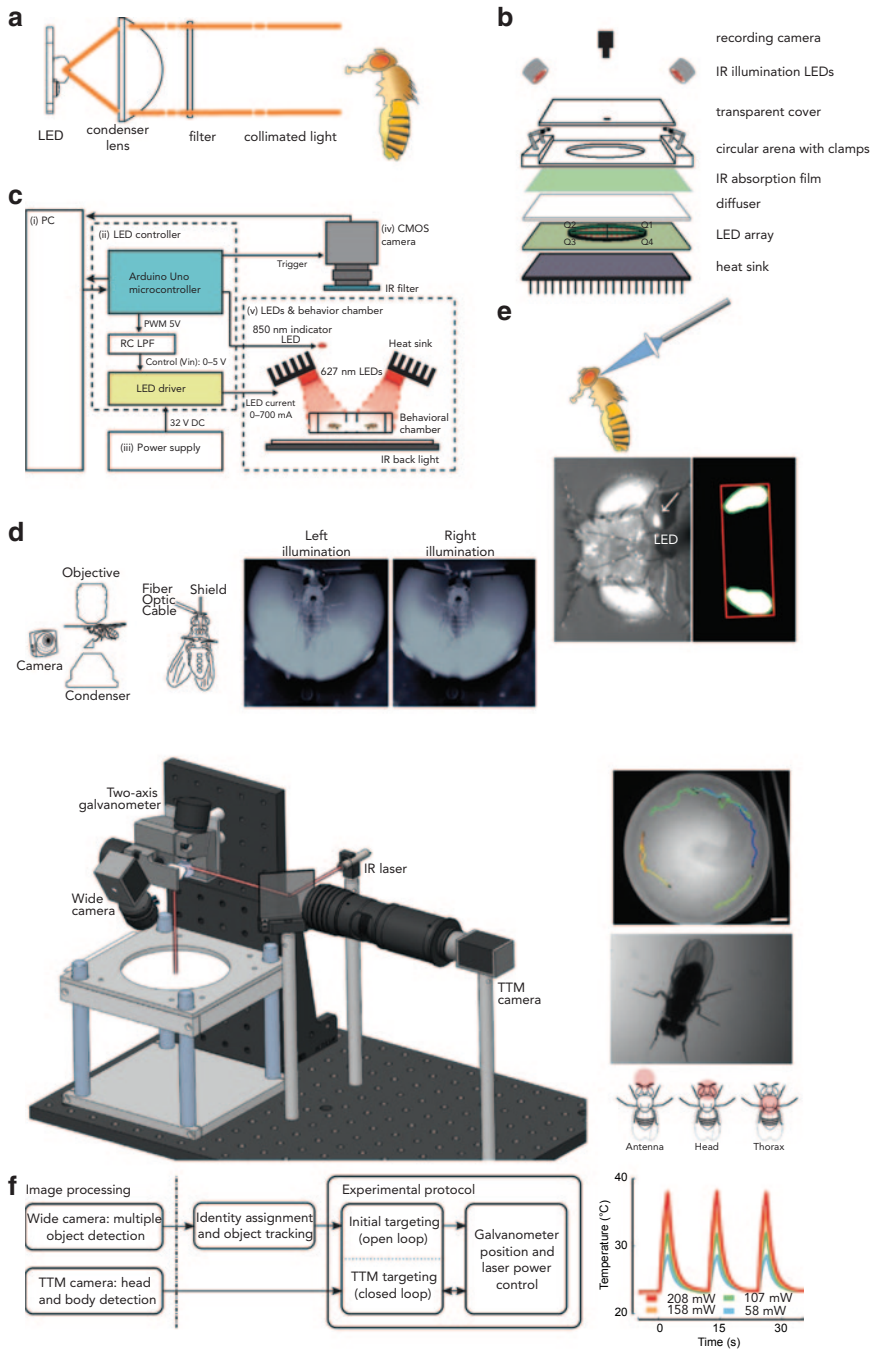 a
LED
condenser
lens
filter
collimated light
b
recording camera
IR illumination LEDs
transparent cover
circular arena with clamps
IR absorption film
diffuser
LED array
heat sink
Q2
Q1
Q3
Q4
c
(i) PC
(ii) LED controller
Arduino Uno
microcontroller
PWM 5V
RC LPF
Control (Vin): 0–5 V
LED driver
32 V DC
(iii) Power supply
Trigger
(iv) CMOS
camera
IR filter
(v) LEDs & behavior chamber
850 nm indicator
LED
Heat sink
627 nm LEDs
LED current
0–700 mA
Behavioral
chamber
IR back light
d
Objective
Camera
Condenser
Fiber
Optic
Cable
Shield
Left
illumination
Right
illumination
e
LED
Two-axis
galvanometer
Wide
camera
IR laser
TTM
camera
Antenna
Head
Thorax
f
Image processing
Wide camera: multiple
object detection
TTM camera: head
and body detection
Identity assignment
and object tracking
Experimental protocol
Initial targeting
(open loop)
TTM targeting
(closed loop)
Galvanometer
position and
laser power
control
Temperature (°C)
40
30
20
208 mW
107 mW
158 mW
58 mW
0
15
30
Time (s)